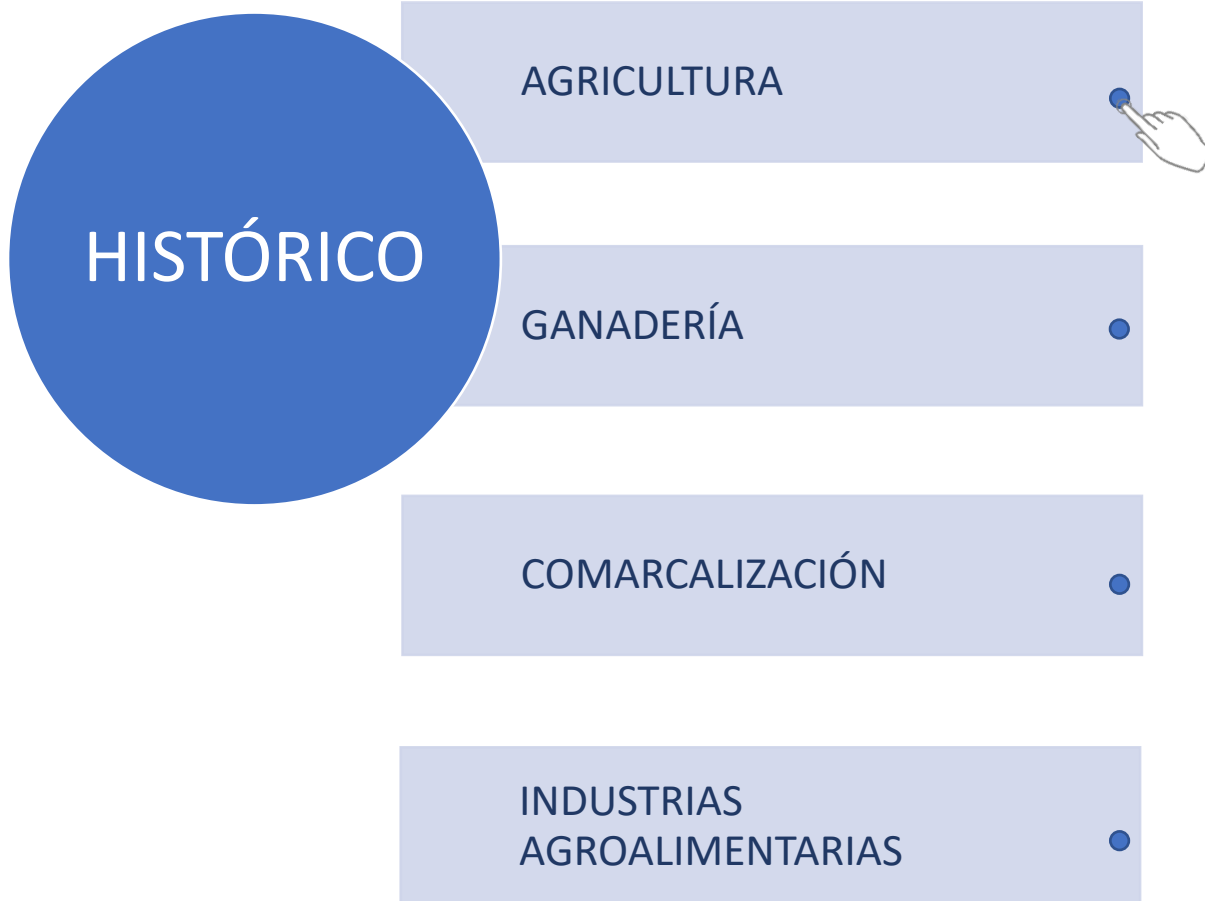 HISTÓRICO
AGRICULTURA
GANADERÍA
COMARCALIZACIÓN
INDUSTRIAS
AGROALIMENTARIAS